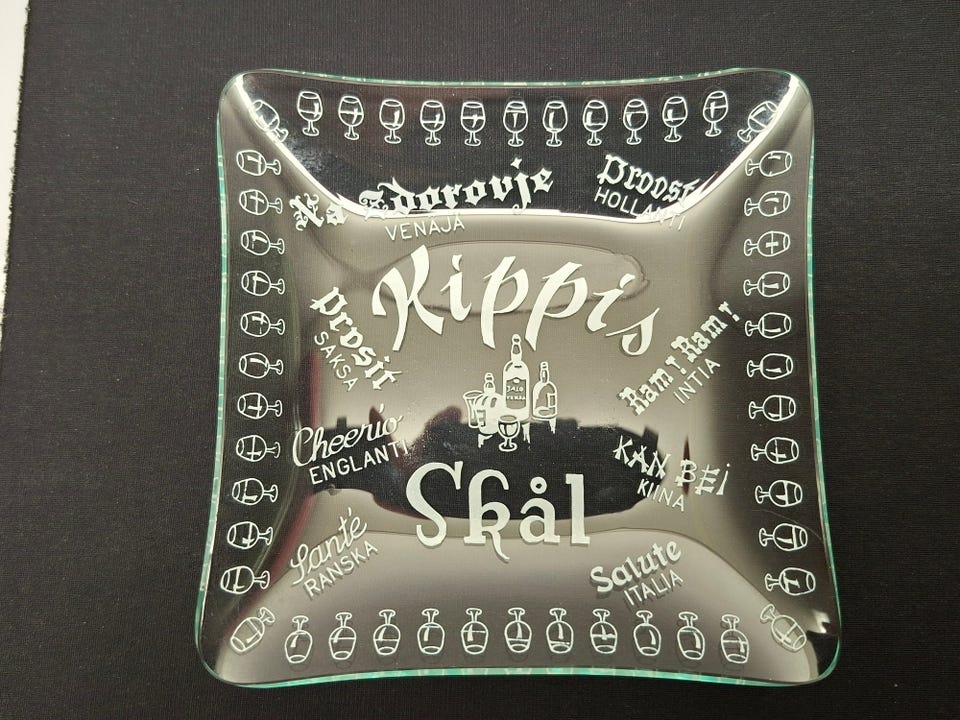 Na Zdorovje
VENÄJÄ
Proost
HOLLANTI
Kippis
Prosit
SAKSA
Ram! Ram!
INTIA
Cheerio
ENGLANTI
KAN BEI
KIINA
Skål
Santé
RANSKA
Salute
ITALIA